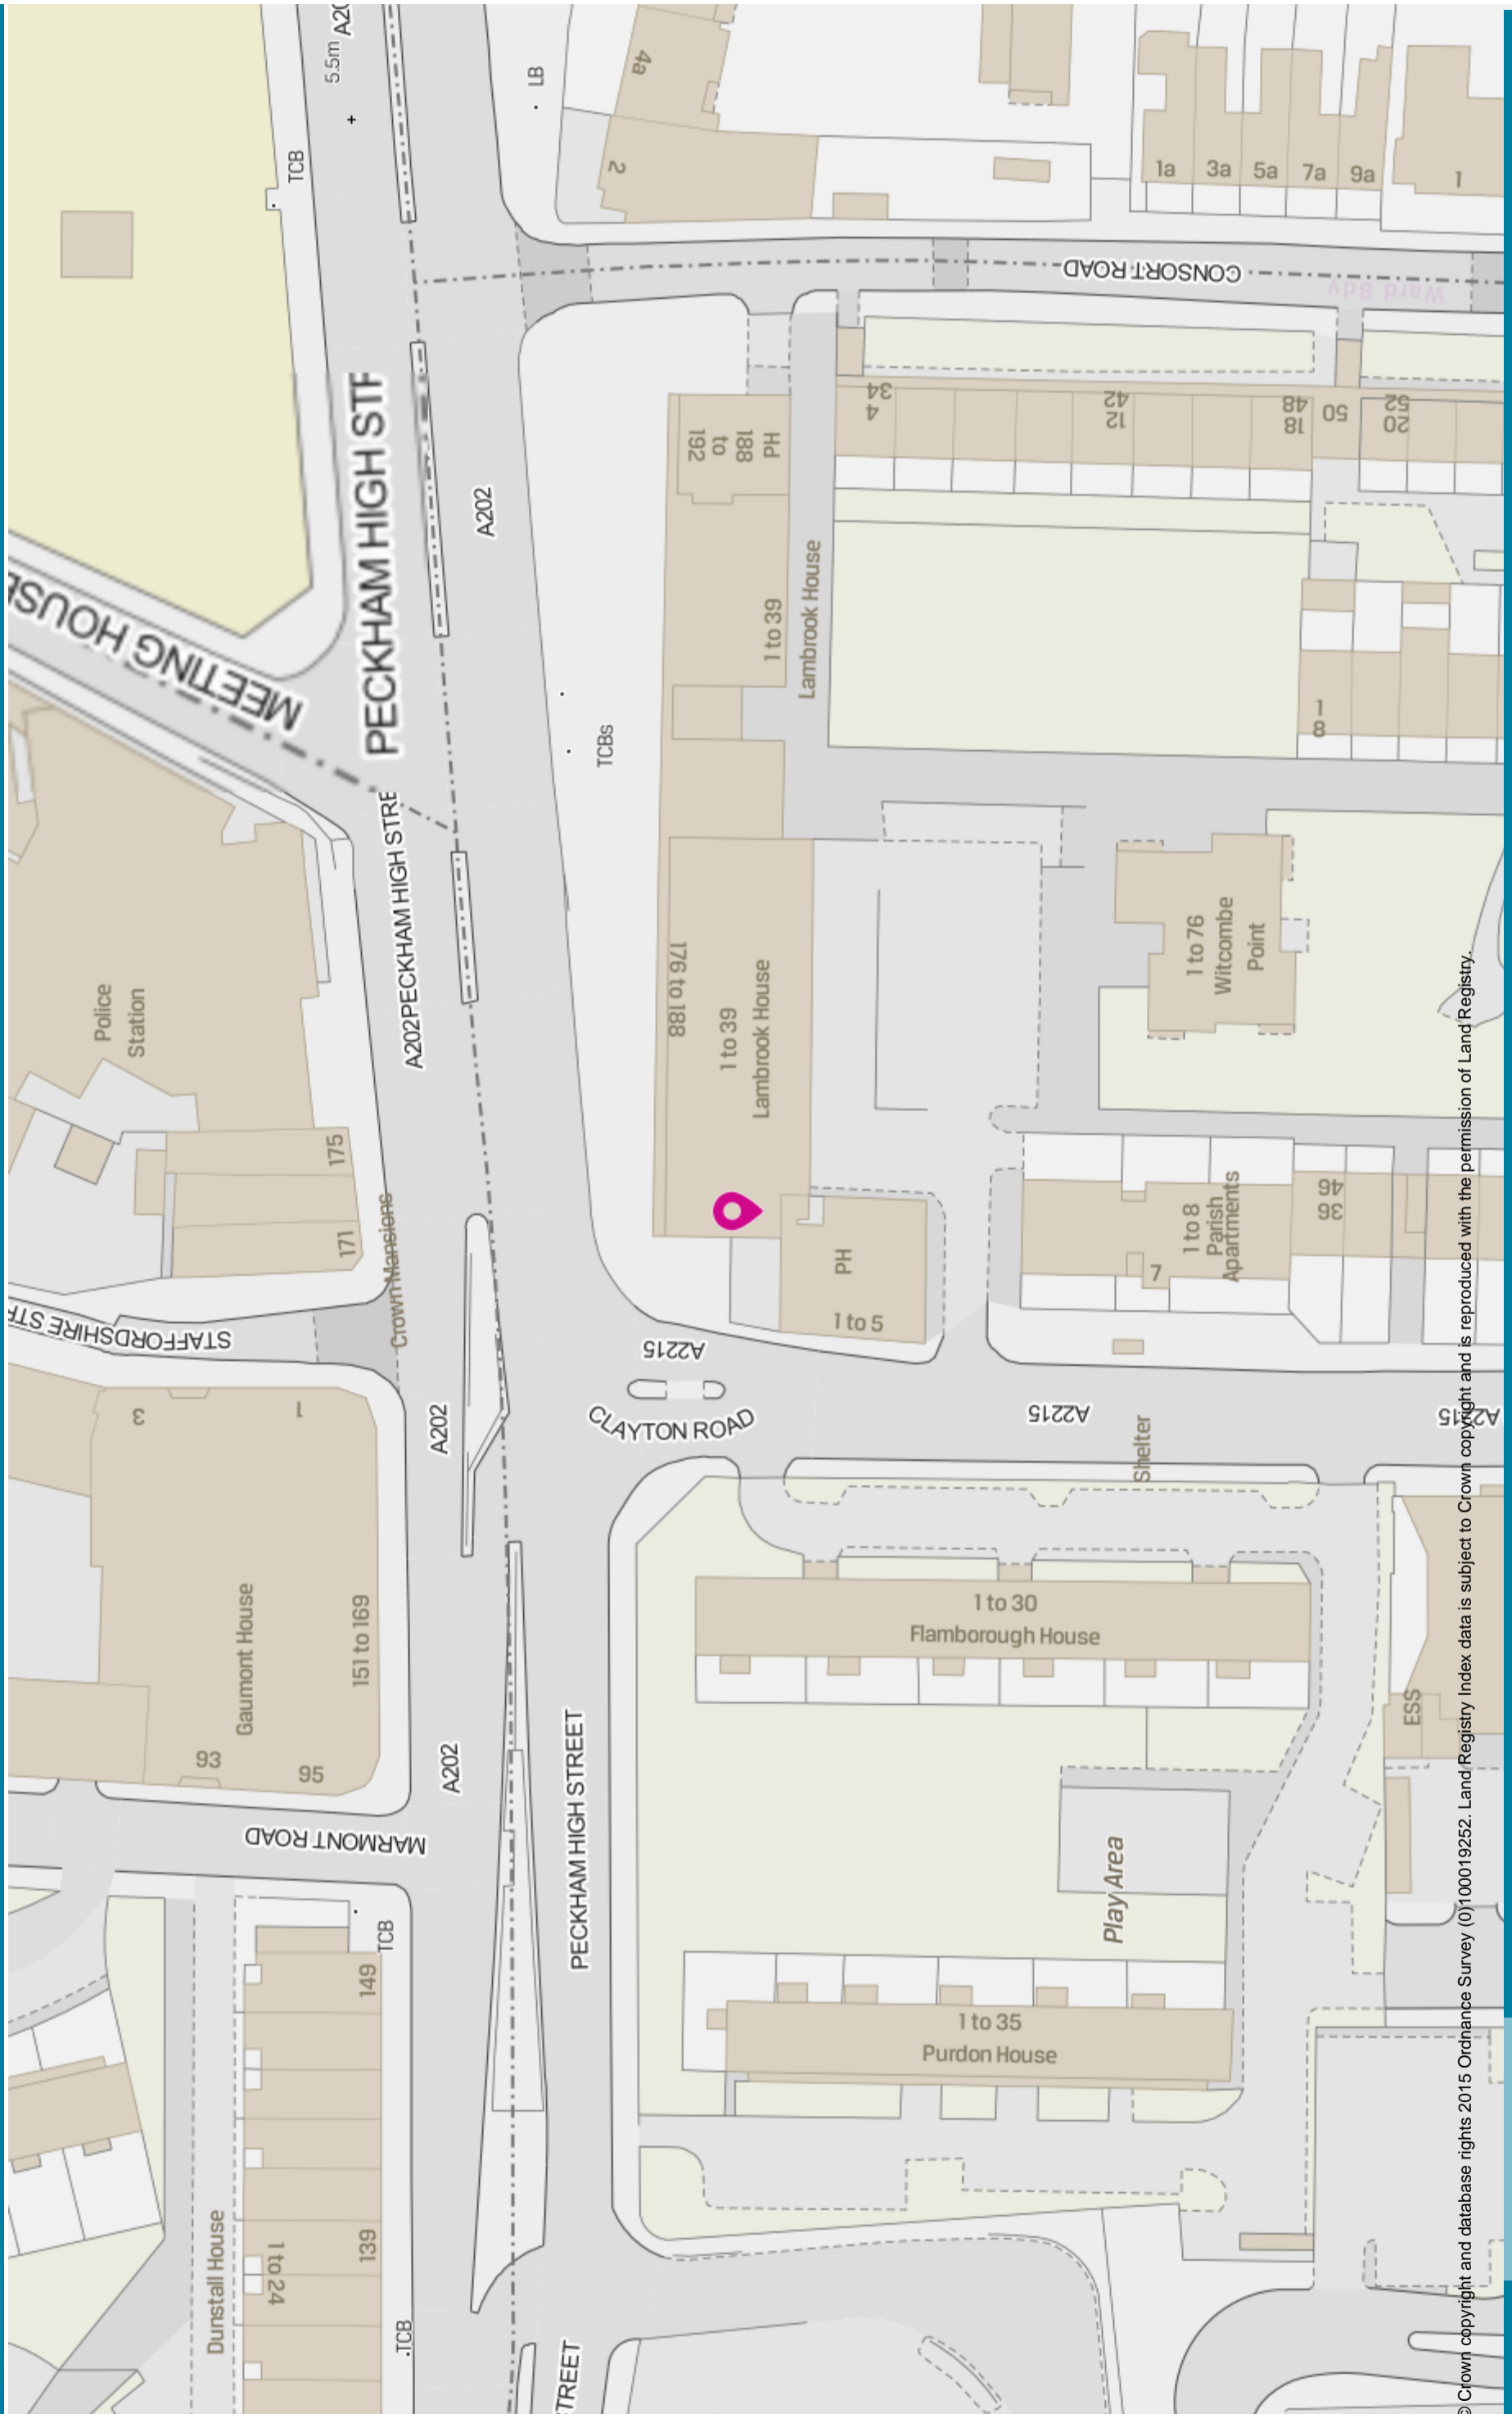 A20
5.5m
TCB
LB
4a
2
1a
3a
5a
7a
9a
1
CONSORT ROAD
Ward Bdy
PECKHAM HIGH STR
A202
MEETING HOUSE
PH
188
to
192
1 to 39
Lambrook House
34
4
42
12
48
18
50
52
20
1
8
TCBs
A202
PECKHAM HIGH STRE
Police
Station
176 to 188
1 to 39
Lambrook House
1 to 76
Witcombe
Point
175
171
Crown Mansions
STAFFORDSHIRE STR
PH
1 to 5
1 to 8
Parish
Apartments
7
46
36
A2215
CLAYTON ROAD
A2215
A2215
Shelter
3
1
A202
Gaumont House
151 to 169
93
95
A202
MARMONT ROAD
PECKHAM HIGH STREET
1 to 30
Flamborough House
ESS
Play Area
1 to 35
Purdon House
TCB
149
139
1 to 24
Dunstall House
TCB
TREET
© Crown copyright and database rights 2015 Ordnance Survey (0)100019252. Land Registry Index data is subject to Crown copyright and is reproduced with the permission of Land Registry.